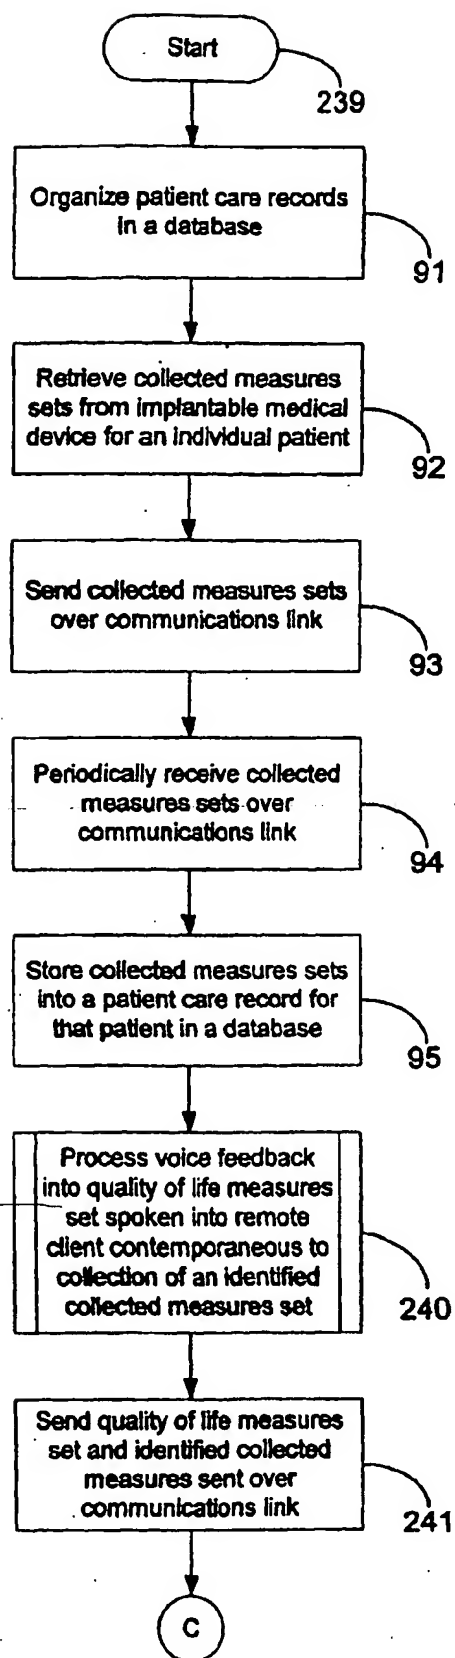 Start
239
Organize patient care records
in a database
91
Retrieve collected measures
sets from implantable medical
device for an individual patient
92
Send collected measures sets
over communications link
93
Periodically receive collected
measures sets over
communications link
94
Store collected measures sets
into a patient care record for
that patient in a database
95
Process voice feedback
into quality of life measures
set spoken into remote
client contemporaneous to
collection of an identified
collected measures set
240
Send quality of life measures
set and identified collected
measures sent over
communications link
241
C